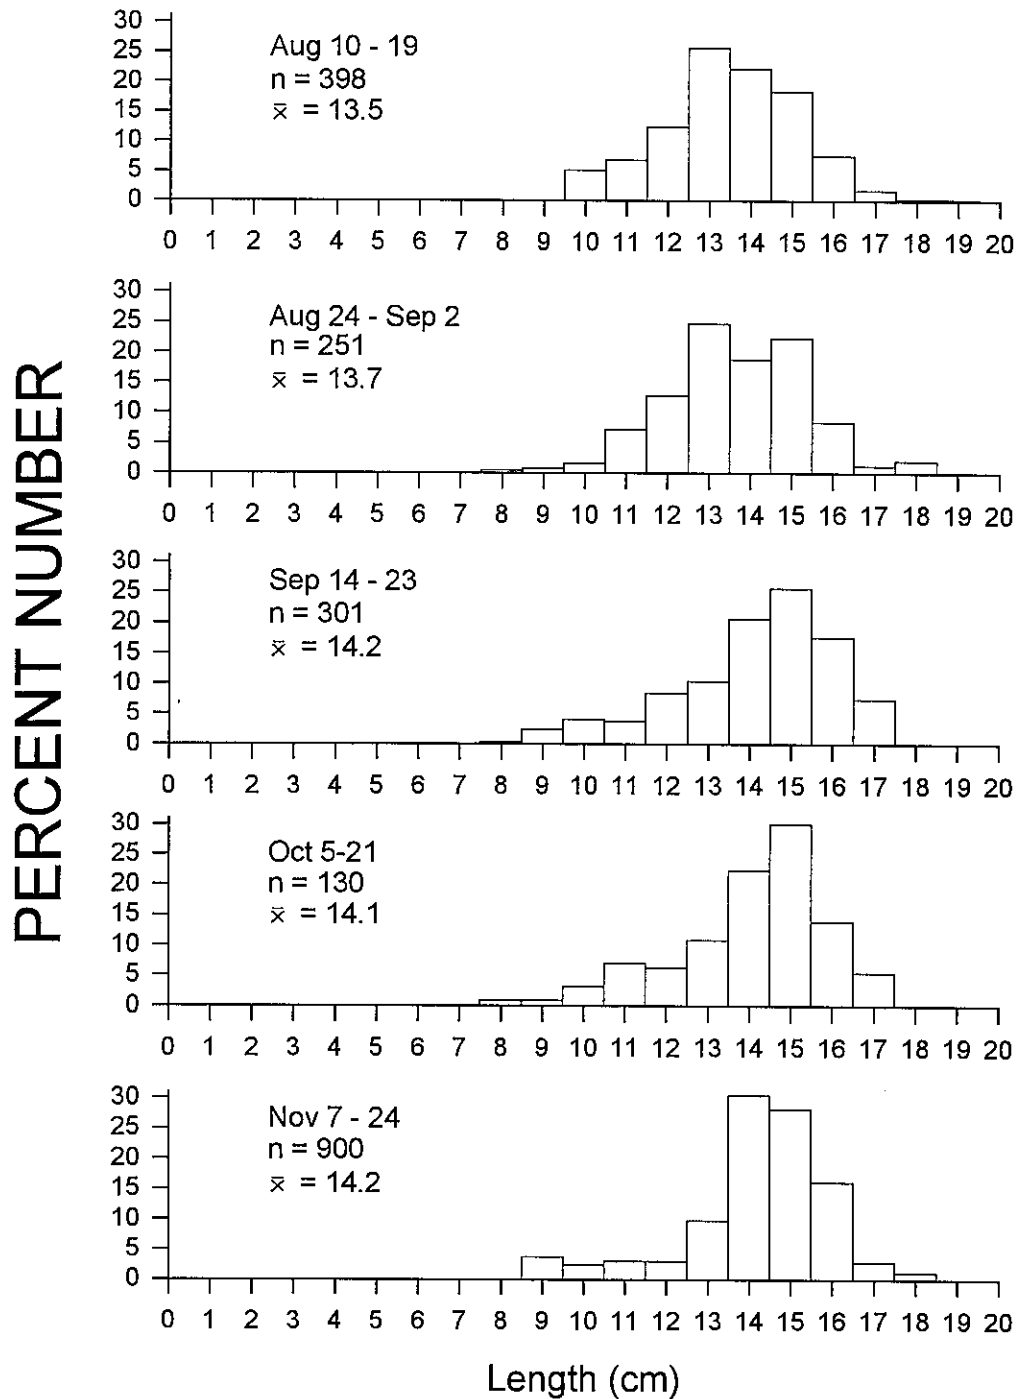 PERCENT NUMBER
30
25
20
15
10
5
0
Aug 10 - 19
n = 398
x̄ = 13.5
0 1 2 3 4 5 6 7 8 9 10 11 12 13 14 15 16 17 18 19 20
30
25
20
15
10
5
0
Aug 24 - Sep 2
n = 251
x̄ = 13.7
0 1 2 3 4 5 6 7 8 9 10 11 12 13 14 15 16 17 18 19 20
30
25
20
15
10
5
0
Sep 14 - 23
n = 301
x̄ = 14.2
0 1 2 3 4 5 6 7 8 9 10 11 12 13 14 15 16 17 18 19 20
30
25
20
15
10
5
0
Oct 5-21
n = 130
x̄ = 14.1
0 1 2 3 4 5 6 7 8 9 10 11 12 13 14 15 16 17 18 19 20
30
25
20
15
10
5
0
Nov 7 - 24
n = 900
x̄ = 14.2
0 1 2 3 4 5 6 7 8 9 10 11 12 13 14 15 16 17 18 19 20
Length (cm)